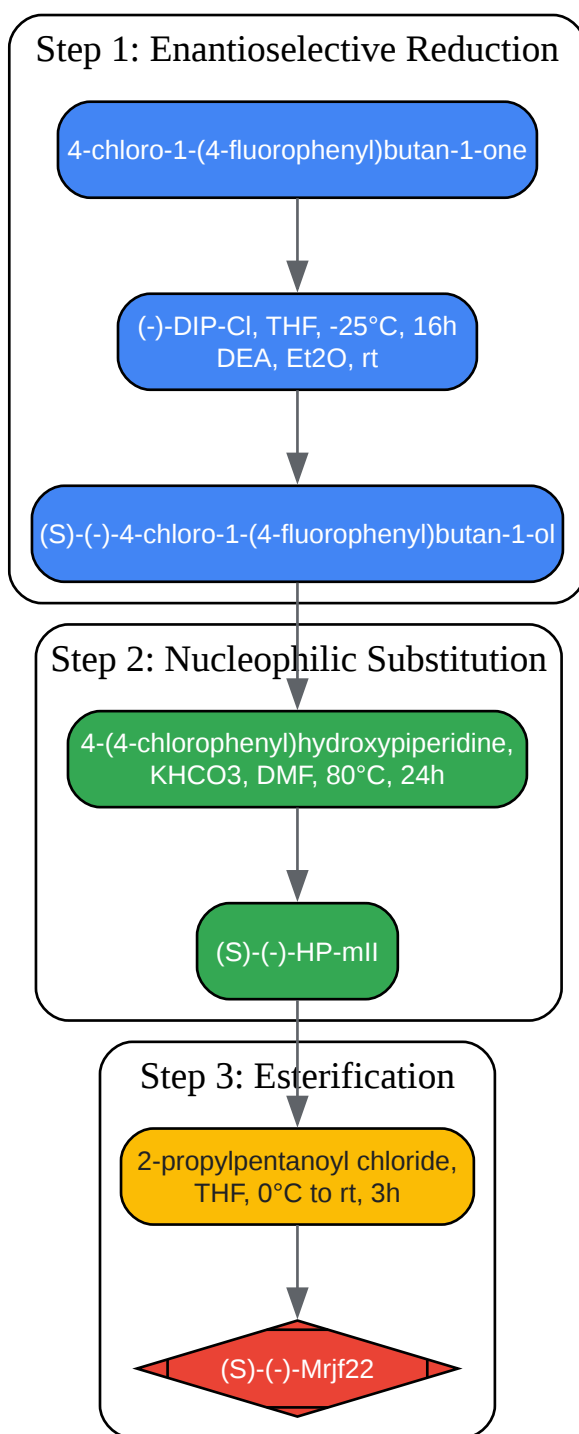 Step 1: Enantioselective Reduction
4-chloro-1-(4-fluorophenyl)butan-1-one
(-)-DIP-Cl, THF, -25°C, 16h
DEA, Et2O, rt
(S)-(-)-4-chloro-1-(4-fluorophenyl)butan-1-ol
Step 2: Nucleophilic Substitution
4-(4-chlorophenyl)hydroxypiperidine,
KHCO3, DMF, 80°C, 24h
(S)-(-)-HP-mII
Step 3: Esterification
2-propylpentanoyl chloride,
THF, 0°C to rt, 3h
(S)-(-)-Mrjf22